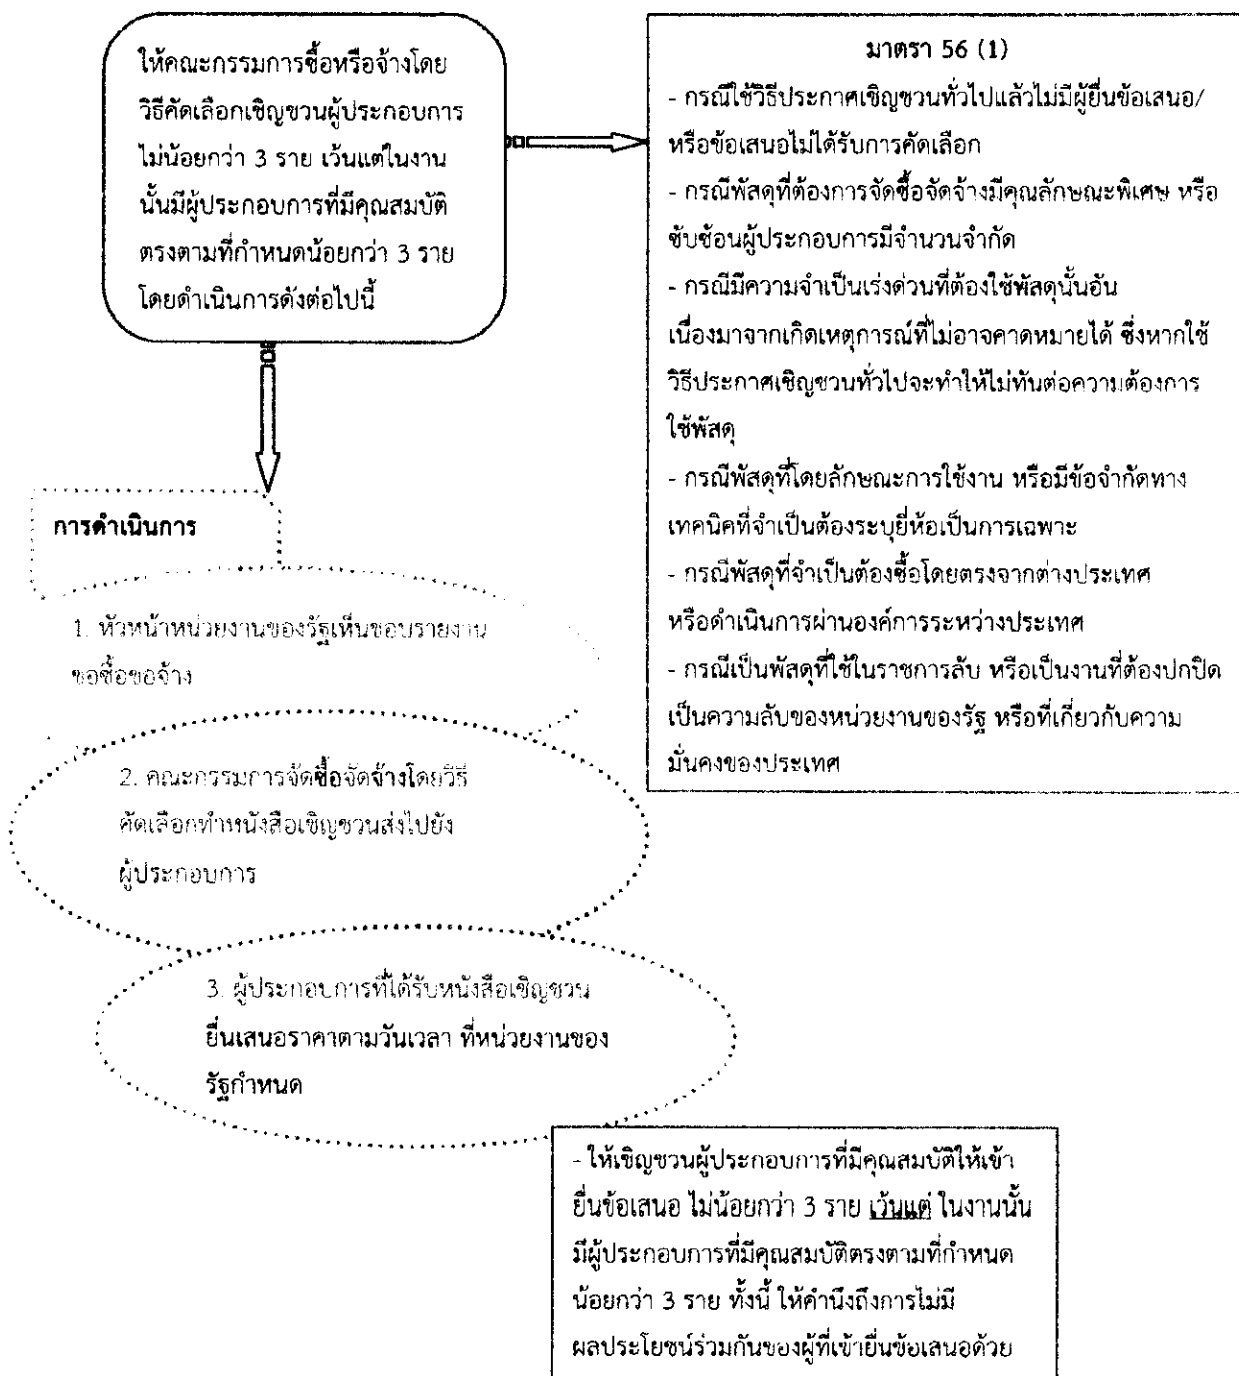 ให้คณะกรรมการซื้อหรือจ้างโดย
วิธีคัดเลือกเชิญชวนผู้ประกอบการ
ไม่น้อยกว่า 3 ราย เว้นแต่ในงาน
นั้นมีผู้ประกอบการที่มีคุณสมบัติ
ตรงตามที่กำหนดน้อยกว่า 3 ราย
โดยดำเนินการดังต่อไปนี้
มาตรา 56 (1)
- กรณีใช้วิธีประกาศเชิญชวนทั่วไปแล้วไม่มีผู้ยื่นข้อเสนอ/
หรือข้อเสนอไม่ได้รับการคัดเลือก
- กรณีพัสดุที่ต้องการจัดซื้อจัดจ้างมีคุณลักษณะพิเศษ หรือ
ซับซ้อนผู้ประกอบการมีจำนวนจำกัด
- กรณีมีความจำเป็นเร่งด่วนที่ต้องใช้พัสดุนั้นอัน
เนื่องมาจากเกิดเหตุการณ์ที่ไม่อาจคาดหมายได้ ซึ่งหากใช้
วิธีประกาศเชิญชวนทั่วไปจะทำให้ไม่ทันต่อความต้องการ
ใช้พัสดุ
- กรณีพัสดุที่โดยลักษณะการใช้งาน หรือมีข้อจำกัดทาง
เทคนิคที่จำเป็นต้องระบุยี่ห้อเป็นการเฉพาะ
- กรณีพัสดุที่จำเป็นต้องซื้อโดยตรงจากต่างประเทศ
หรือดำเนินการผ่านองค์การระหว่างประเทศ
- กรณีเป็นพัสดุที่ใช้ในราชการลับ หรือเป็นงานที่ต้องปกปิด
เป็นความลับของหน่วยงานของรัฐ หรือที่เกี่ยวกับความ
มั่นคงของประเทศ
การดำเนินการ
1. หัวหน้าหน่วยงานของรัฐเห็นชอบรายงาน
ขอซื้อขอจ้าง
2. คณะกรรมการจัดซื้อจัดจ้างโดยวิธี
คัดเลือกทำหนังสือเชิญชวนส่งไปยัง
ผู้ประกอบการ
3. ผู้ประกอบการที่ได้รับหนังสือเชิญชวน
ยื่นเสนอราคาตามวันเวลา ที่หน่วยงานของ
รัฐกำหนด
- ให้เชิญชวนผู้ประกอบการที่มีคุณสมบัติให้เข้า
ยื่นข้อเสนอ ไม่น้อยกว่า 3 ราย เว้นแต่ ในงานนั้น
มีผู้ประกอบการที่มีคุณสมบัติตรงตามที่กำหนด
น้อยกว่า 3 ราย ทั้งนี้ ให้คำนึงถึงการไม่มี
ผลประโยชน์ร่วมกันของผู้ที่เข้ายื่นข้อเสนอด้วย